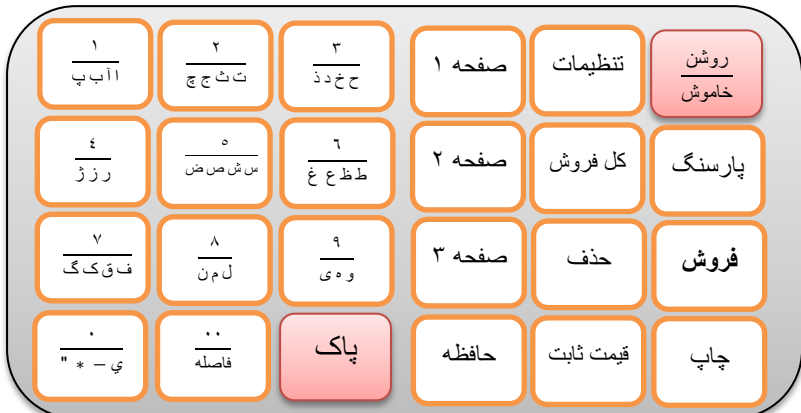 ۱
ا آ ب پ
۲
ت ث ج چ
۳
ح خ د ذ
صفحه ۱
تنظیمات
روشن
خاموش
٤
ر ز ژ
٥
س ش ص ض
٦
ط ظ ع غ
صفحه ۲
کل فروش
پارسنگ
۷
ف ق ک گ
۸
ل م ن
۹
و ه ی
صفحه ۳
حذف
فروش
۰
ي – * "
۰۰
فاصله
پاک
حافظه
قیمت ثابت
چاپ